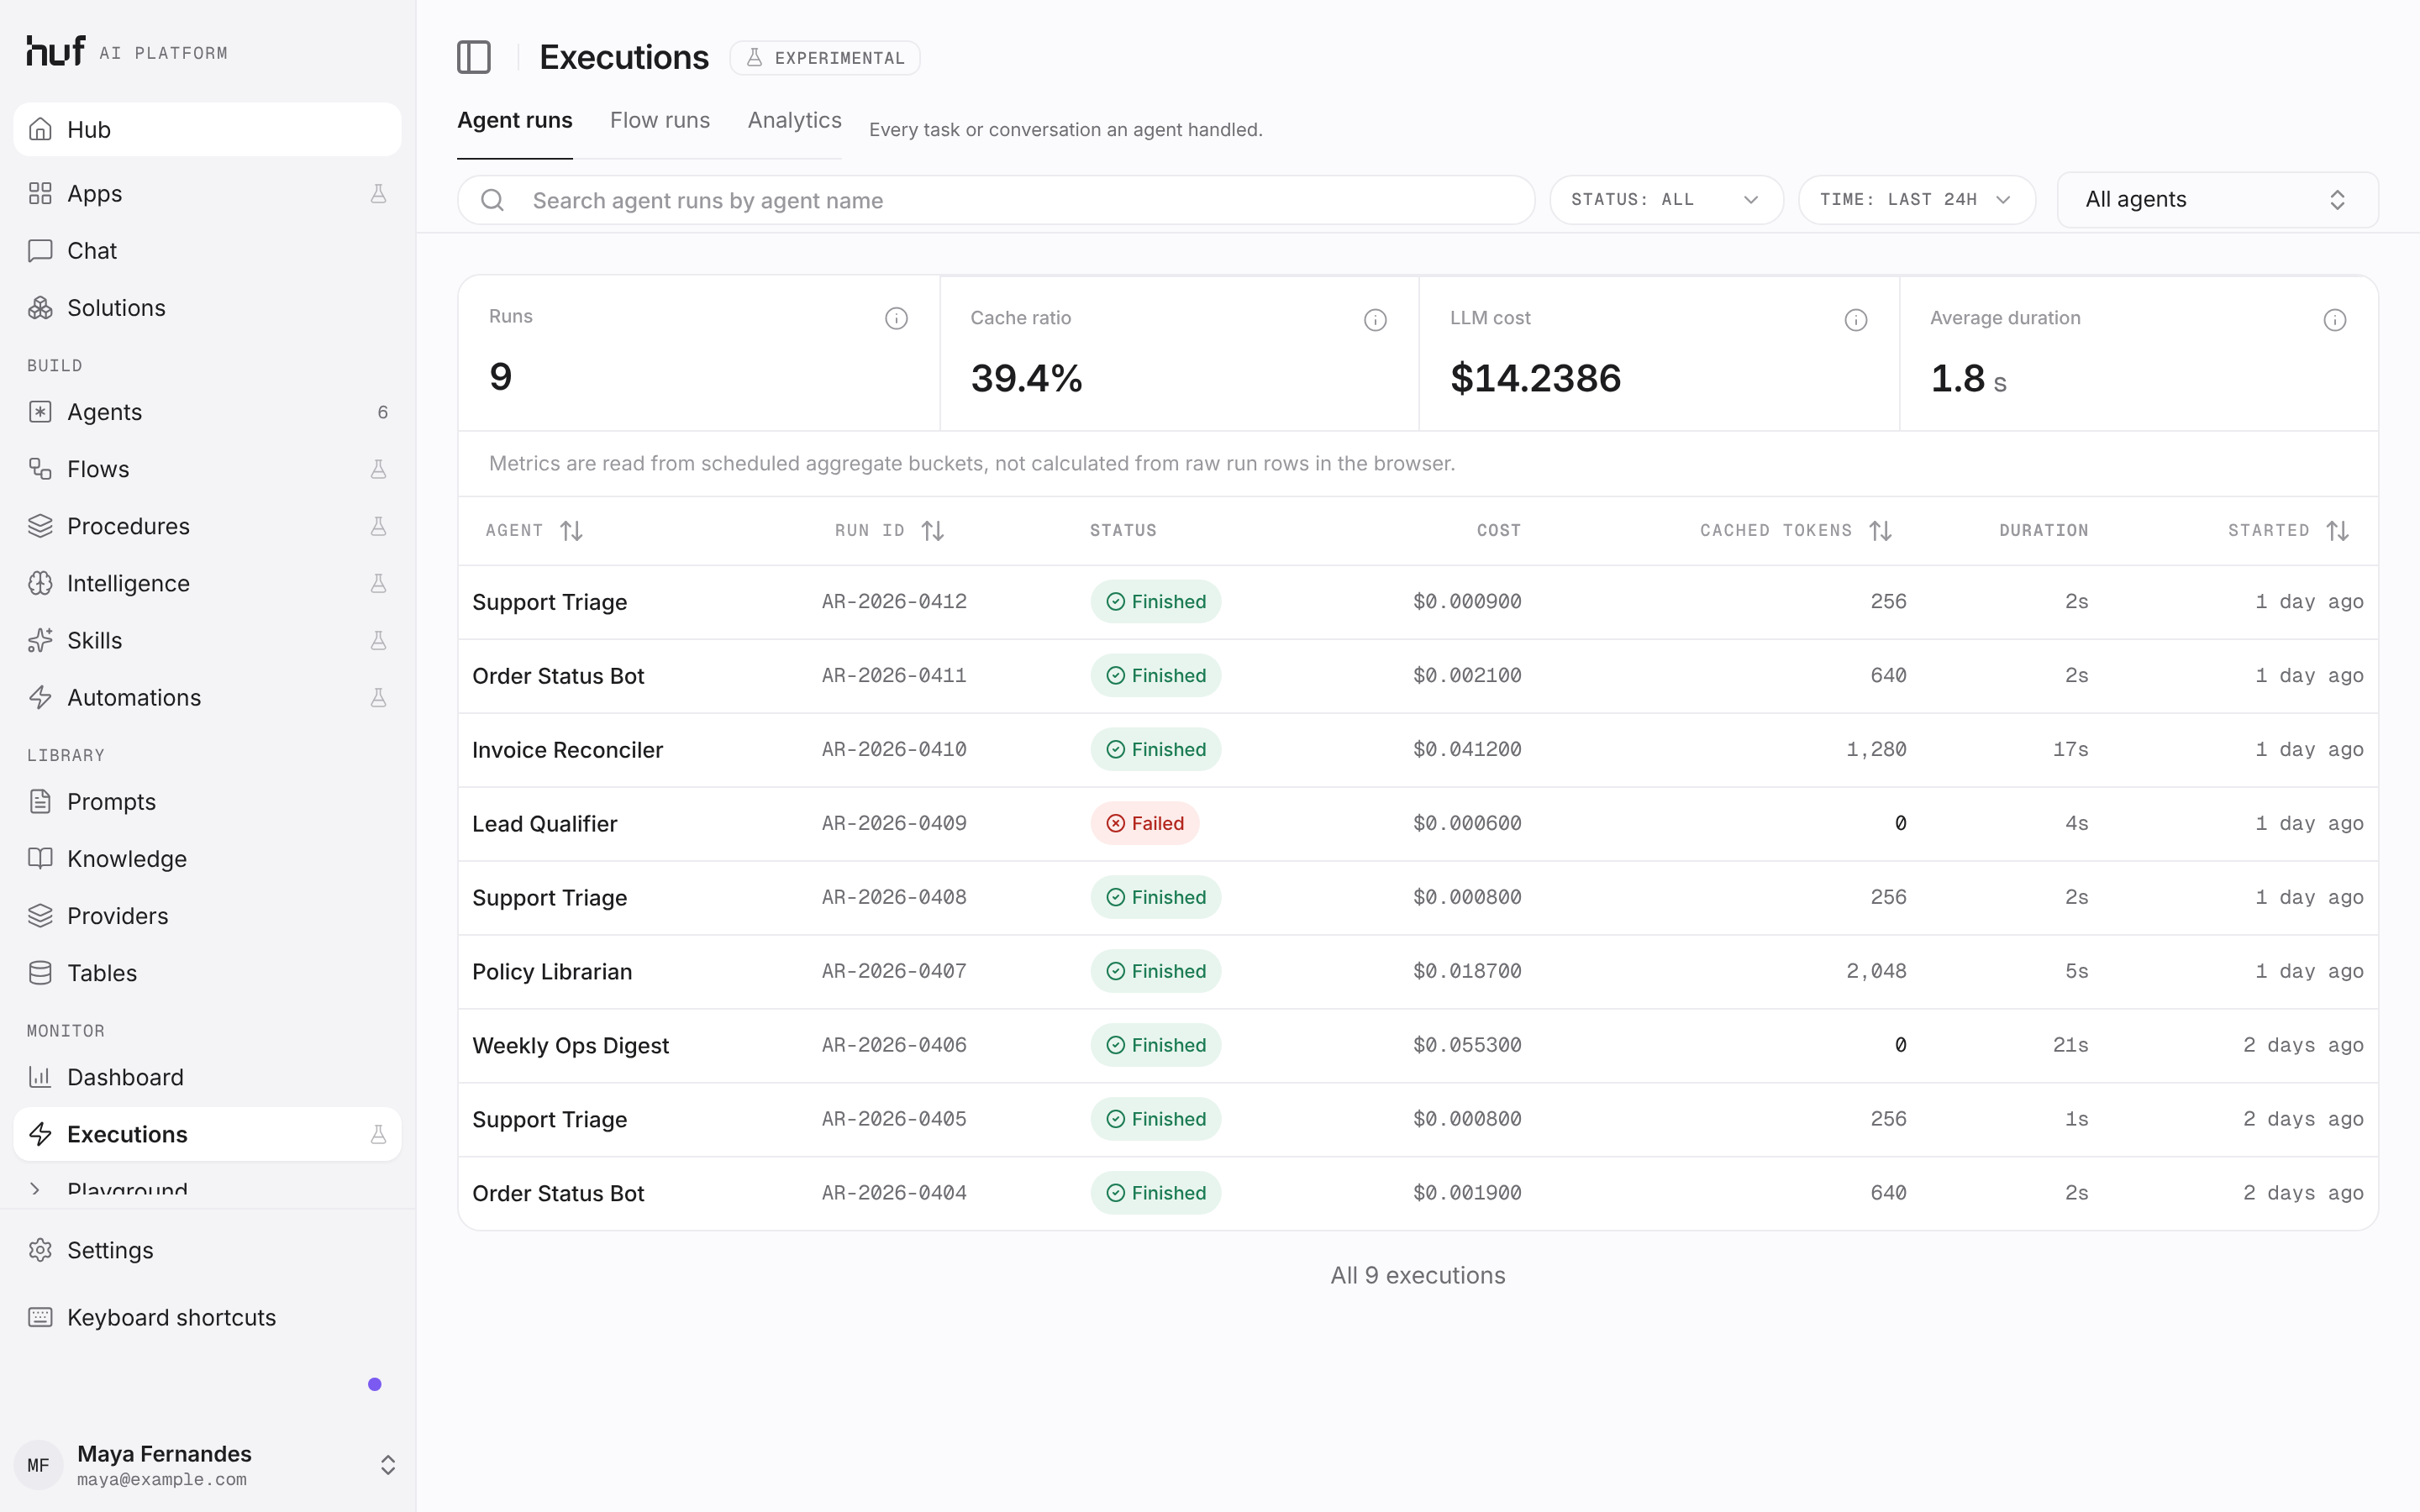 huf AI PLATFORM
Hub
Apps
Chat
Solutions
BUILD
Agents 6
Flows
Procedures
Intelligence
Skills
Automations
LIBRARY
Prompts
Knowledge
Providers
Tables
MONITOR
Dashboard
Executions
Playground
Settings
Keyboard shortcuts
MF Maya Fernandes
maya@example.com
Executions EXPERIMENTAL
Agent runs Flow runs Analytics Every task or conversation an agent handled.
Search agent runs by agent name STATUS: ALL TIME: LAST 24H All agents
Runs Cache ratio LLM cost Average duration
9 39.4% $14.2386 1.8 s
Metrics are read from scheduled aggregate buckets, not calculated from raw run rows in the browser.
AGENT RUN ID STATUS COST CACHED TOKENS DURATION STARTED
Support Triage AR-2026-0412 Finished $0.000900 256 2s 1 day ago
Order Status Bot AR-2026-0411 Finished $0.002100 640 2s 1 day ago
Invoice Reconciler AR-2026-0410 Finished $0.041200 1,280 17s 1 day ago
Lead Qualifier AR-2026-0409 Failed $0.000600 0 4s 1 day ago
Support Triage AR-2026-0408 Finished $0.000800 256 2s 1 day ago
Policy Librarian AR-2026-0407 Finished $0.018700 2,048 5s 1 day ago
Weekly Ops Digest AR-2026-0406 Finished $0.055300 0 21s 2 days ago
Support Triage AR-2026-0405 Finished $0.000800 256 1s 2 days ago
Order Status Bot AR-2026-0404 Finished $0.001900 640 2s 2 days ago
All 9 executions